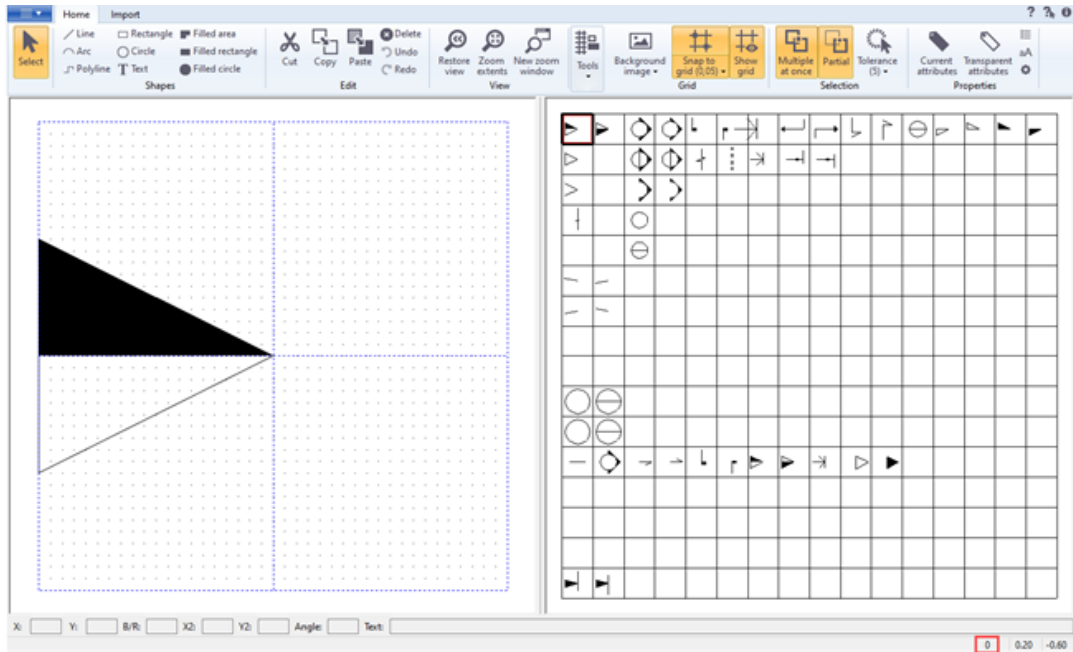 Home Import
Select
Line Rectangle Filled area
Arc Circle Filled rectangle
Polyline T Text Filled circle
Shapes
Cut Copy Paste
Delete
Undo
Redo
Edit
Restore view
Zoom extents
New zoom window
View
Tools
Background image
Snap to grid (0,05)
Show grid
Grid
Multiple at once
Partial
Tolerance (5)
Selection
Current attributes
Transparent attributes
aA
Properties
X: Y: B/R: X2: Y2: Angle: Text:
0 0.20 -0.60